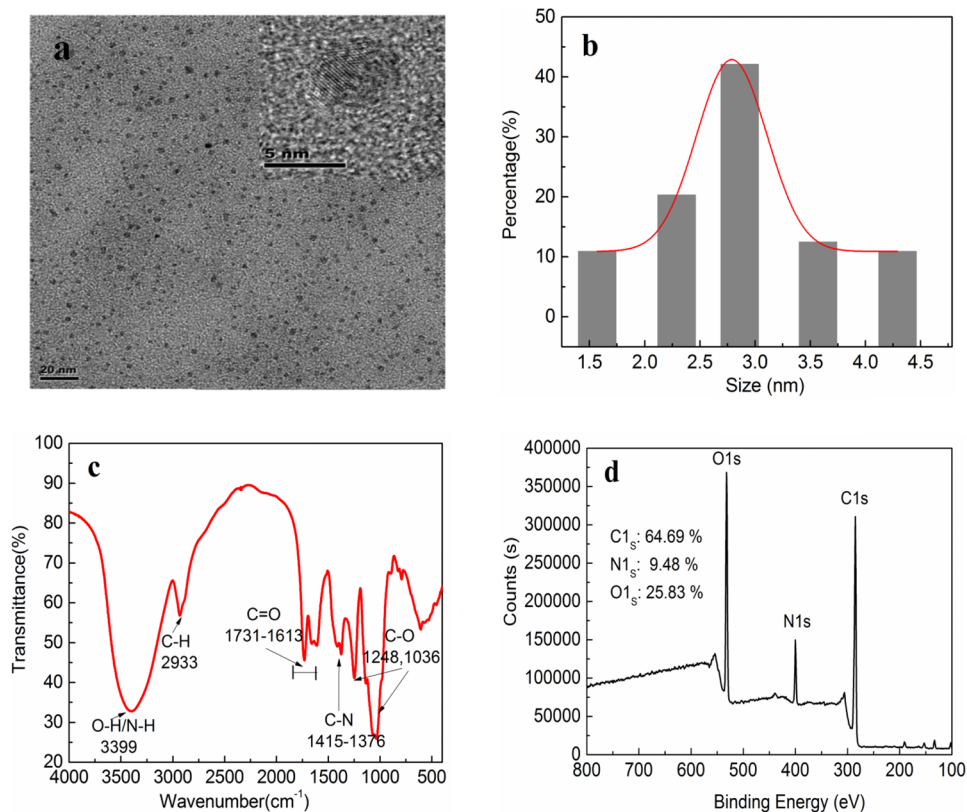 a
5 nm
20 nm
b
50
40
30
20
10
0
Percentage(%)
1.5 2.0 2.5 3.0 3.5 4.0 4.5
Size (nm)
c
100
90
80
70
60
50
40
30
20
Transmittance(%)
C-H
2933
O-H/N-H
3399
C=O
1731-1613
C-N
1415-1376
C-O
1248,1036
4000 3000 2000 1000
Wavenumber(cm-1)
d
400000
350000
300000
250000
200000
150000
100000
50000
0
Counts (s)
O1s
C1s
N1s
C1S: 64.69 %
N1S: 9.48 %
O1S: 25.83 %
800 700 600 500 400 300 200 100
Binding Energy (eV)